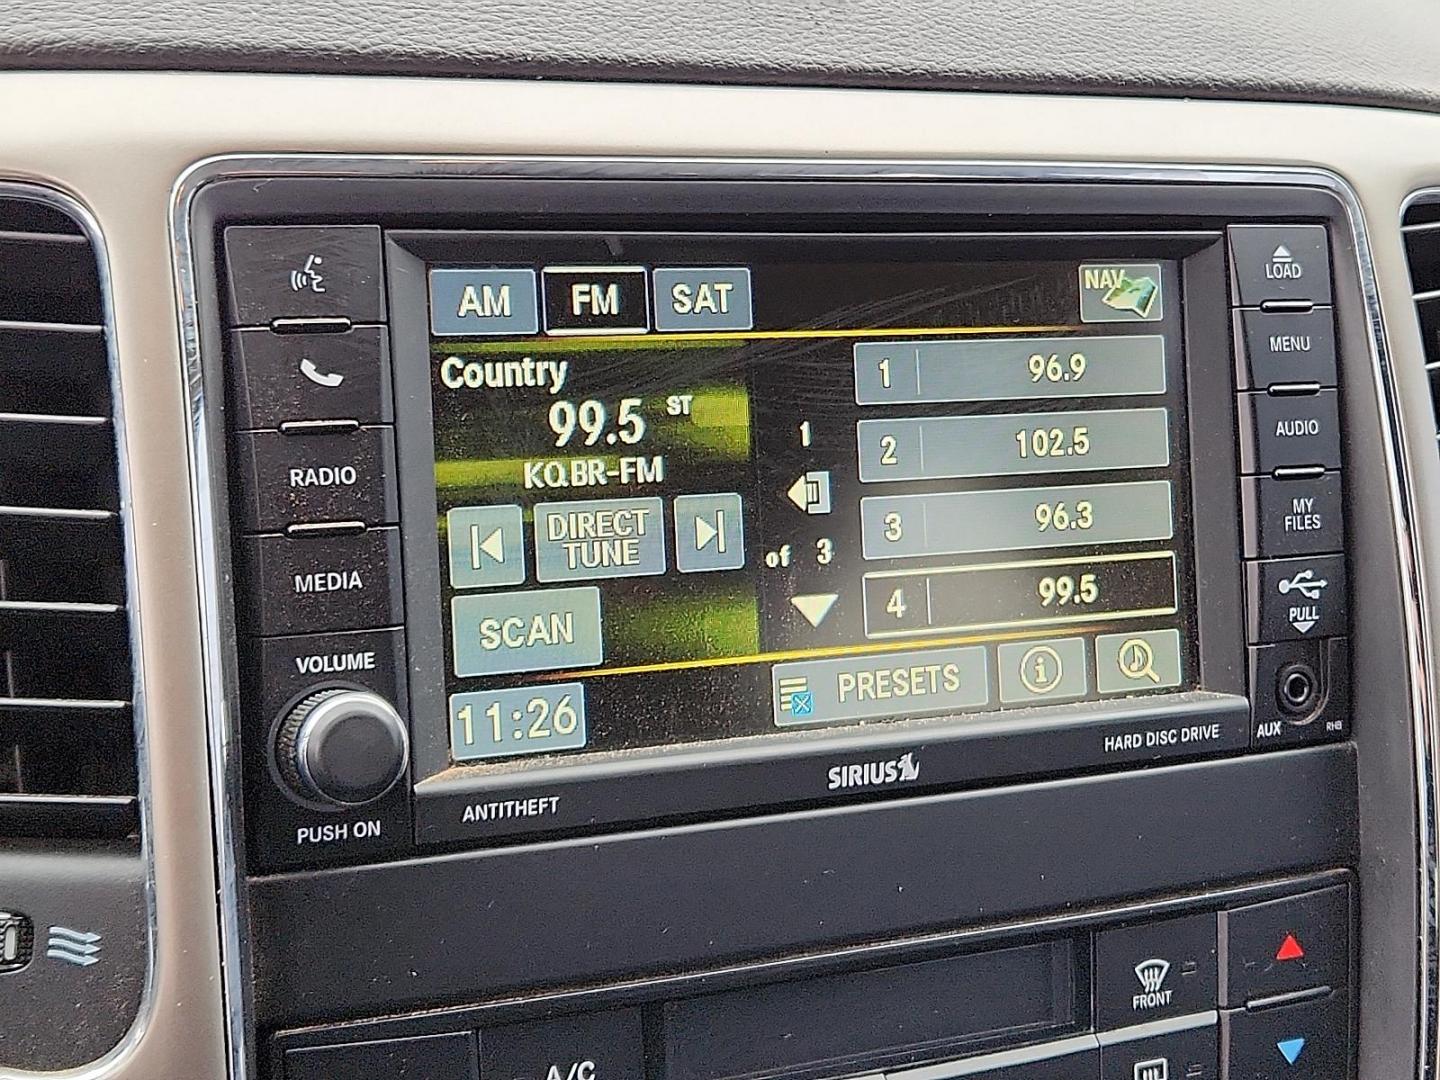 LOAD
AM FM SAT NAV
MENU
Country
99.5 ST
KQBR-FM
1
of 3
1 96.9
2 102.5
3 96.3
4 99.5
AUDIO
RADIO
DIRECT
TUNE
MY
FILES
MEDIA
SCAN
PULL
VOLUME
PRESETS
11:26
AUX
RHB
HARD DISC DRIVE
SIRIUS
ANTITHEFT
PUSH ON
FRONT
A/C